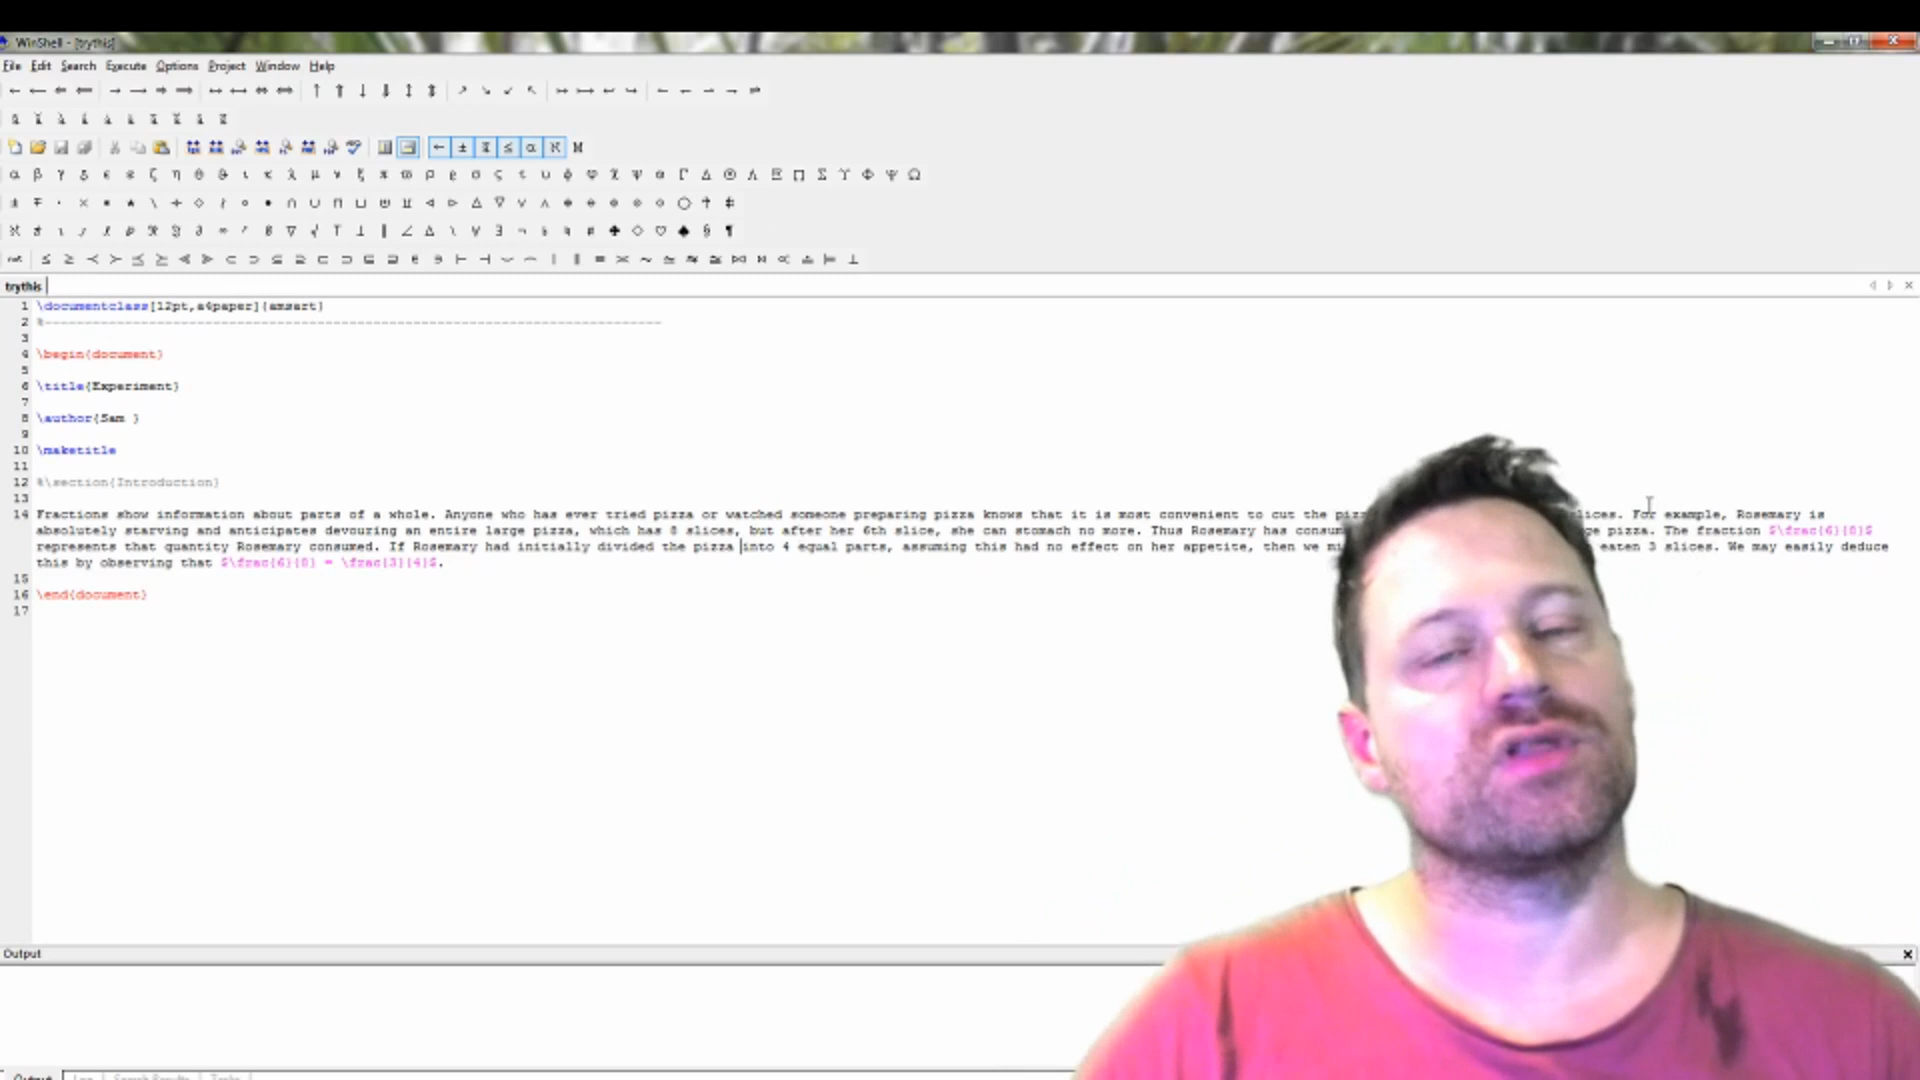 WinShell - [trythis]
File Edit Search Execute Options Project Window Help
trythis
1 \documentclass[12pt,a4paper]{amsart}
2 %------------------------------------------------------------------------------
3
4 \begin{document}
5
6 \title{Experiment}
7
8 \author{Sam }
9
10 \maketitle
11
12 %\section{Introduction}
13
14 Fractions show information about parts of a whole. Anyone who has ever tried pizza or watched someone preparing pizza knows that it is most convenient to cut the slices. For example, Rosemary is
absolutely starving and anticipates devouring an entire large pizza, which has 8 slices, but after her 6th slice, she can stomach no more. Thus Rosemary has pizza. The fraction $\frac{6}{8}$
represents that quantity Rosemary consumed. If Rosemary had initially divided the pizza into 4 equal parts, assuming this had no effect on her appetite, then we eaten 3 slices. We may easily deduce
this by observing that $\frac{6}{8} = \frac{3}{4}$.
15
16 \end{document}
17
Output
Output